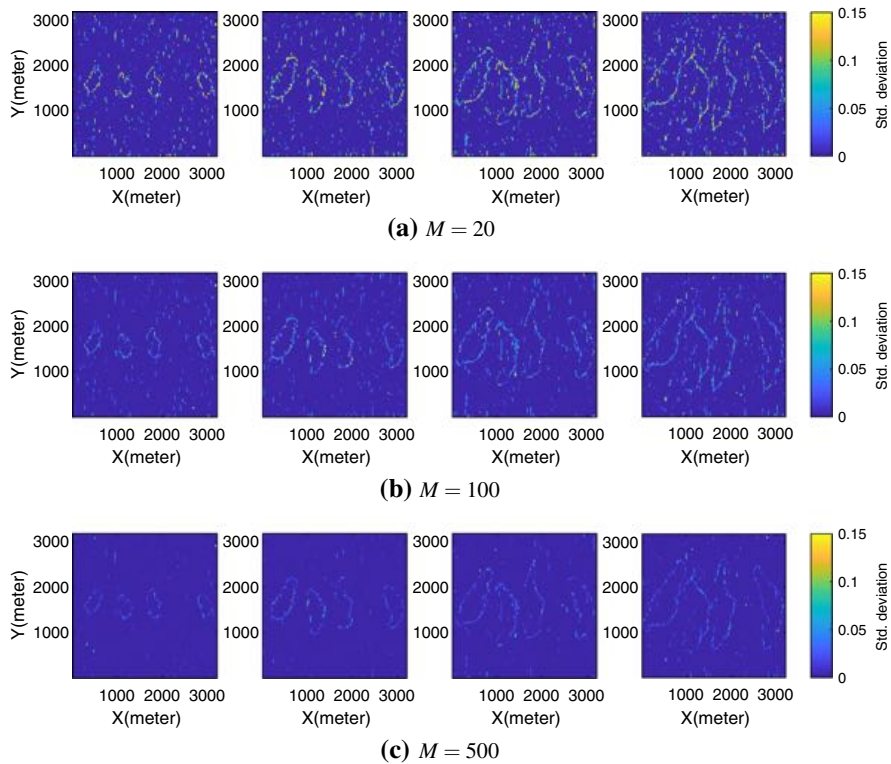 3000 3000 3000 3000 0.15
2000 2000 2000 2000 0.1
1000 1000 1000 1000 0.05
0
Y(meter)
Std. deviation
1000 2000 3000 1000 2000 3000 1000 2000 3000 1000 2000 3000
X(meter) X(meter) X(meter) X(meter)
(a) M = 20
3000 3000 3000 3000 0.15
2000 2000 2000 2000 0.1
1000 1000 1000 1000 0.05
0
Y(meter)
Std. deviation
1000 2000 3000 1000 2000 3000 1000 2000 3000 1000 2000 3000
X(meter) X(meter) X(meter) X(meter)
(b) M = 100
3000 3000 3000 3000 0.15
2000 2000 2000 2000 0.1
1000 1000 1000 1000 0.05
0
Y(meter)
Std. deviation
1000 2000 3000 1000 2000 3000 1000 2000 3000 1000 2000 3000
X(meter) X(meter) X(meter) X(meter)
(c) M = 500